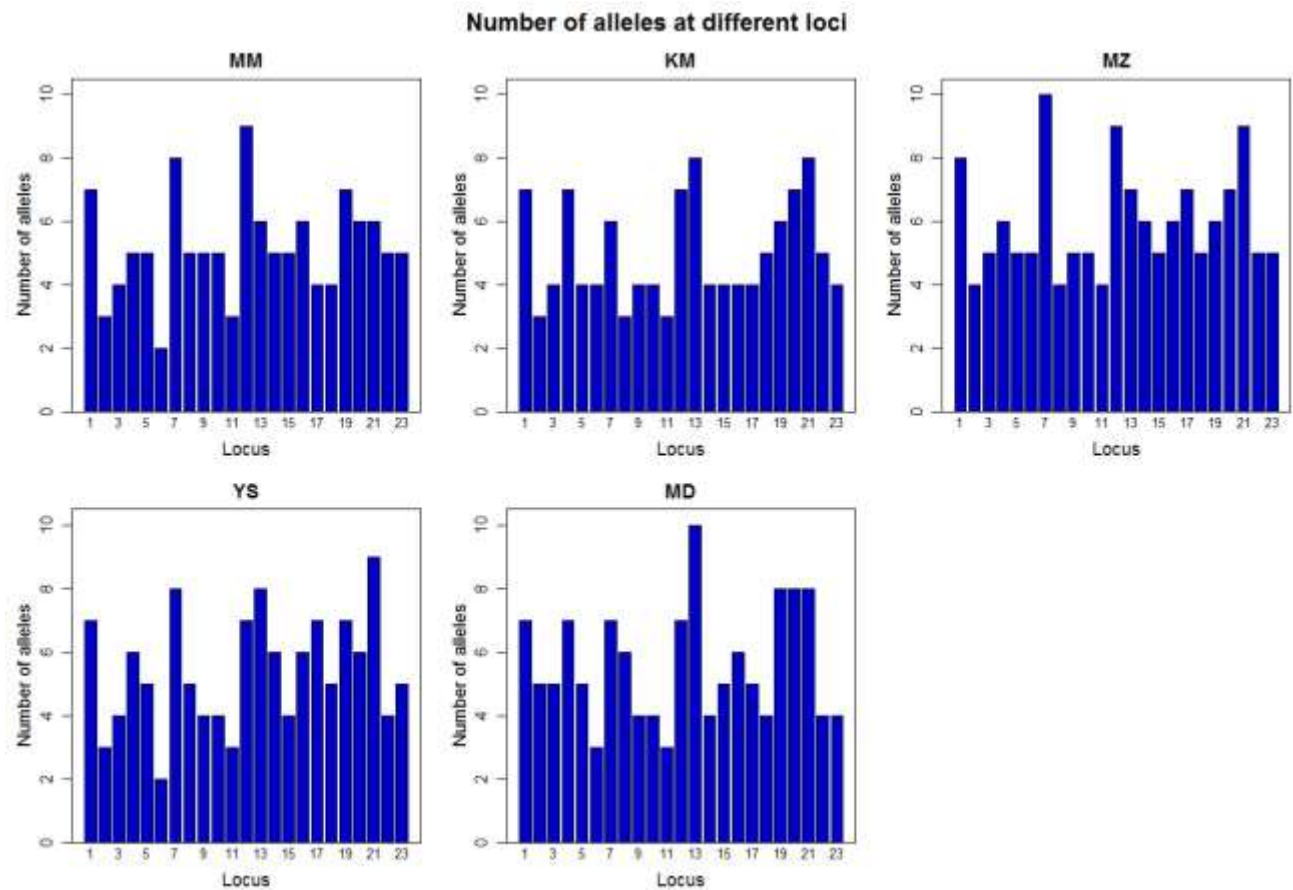 Number of alleles at different loci
MM
KM
MZ
Number of alleles
0 2 4 6 8 10
1 3 5 7 9 11 13 15 17 19 21 23
Locus
Number of alleles
0 2 4 6 8 10
1 3 5 7 9 11 13 15 17 19 21 23
Locus
Number of alleles
0 2 4 6 8 10
1 3 5 7 9 11 13 15 17 19 21 23
Locus
YS
MD
Number of alleles
0 2 4 6 8 10
1 3 5 7 9 11 13 15 17 19 21 23
Locus
Number of alleles
0 2 4 6 8 10
1 3 5 7 9 11 13 15 17 19 21 23
Locus